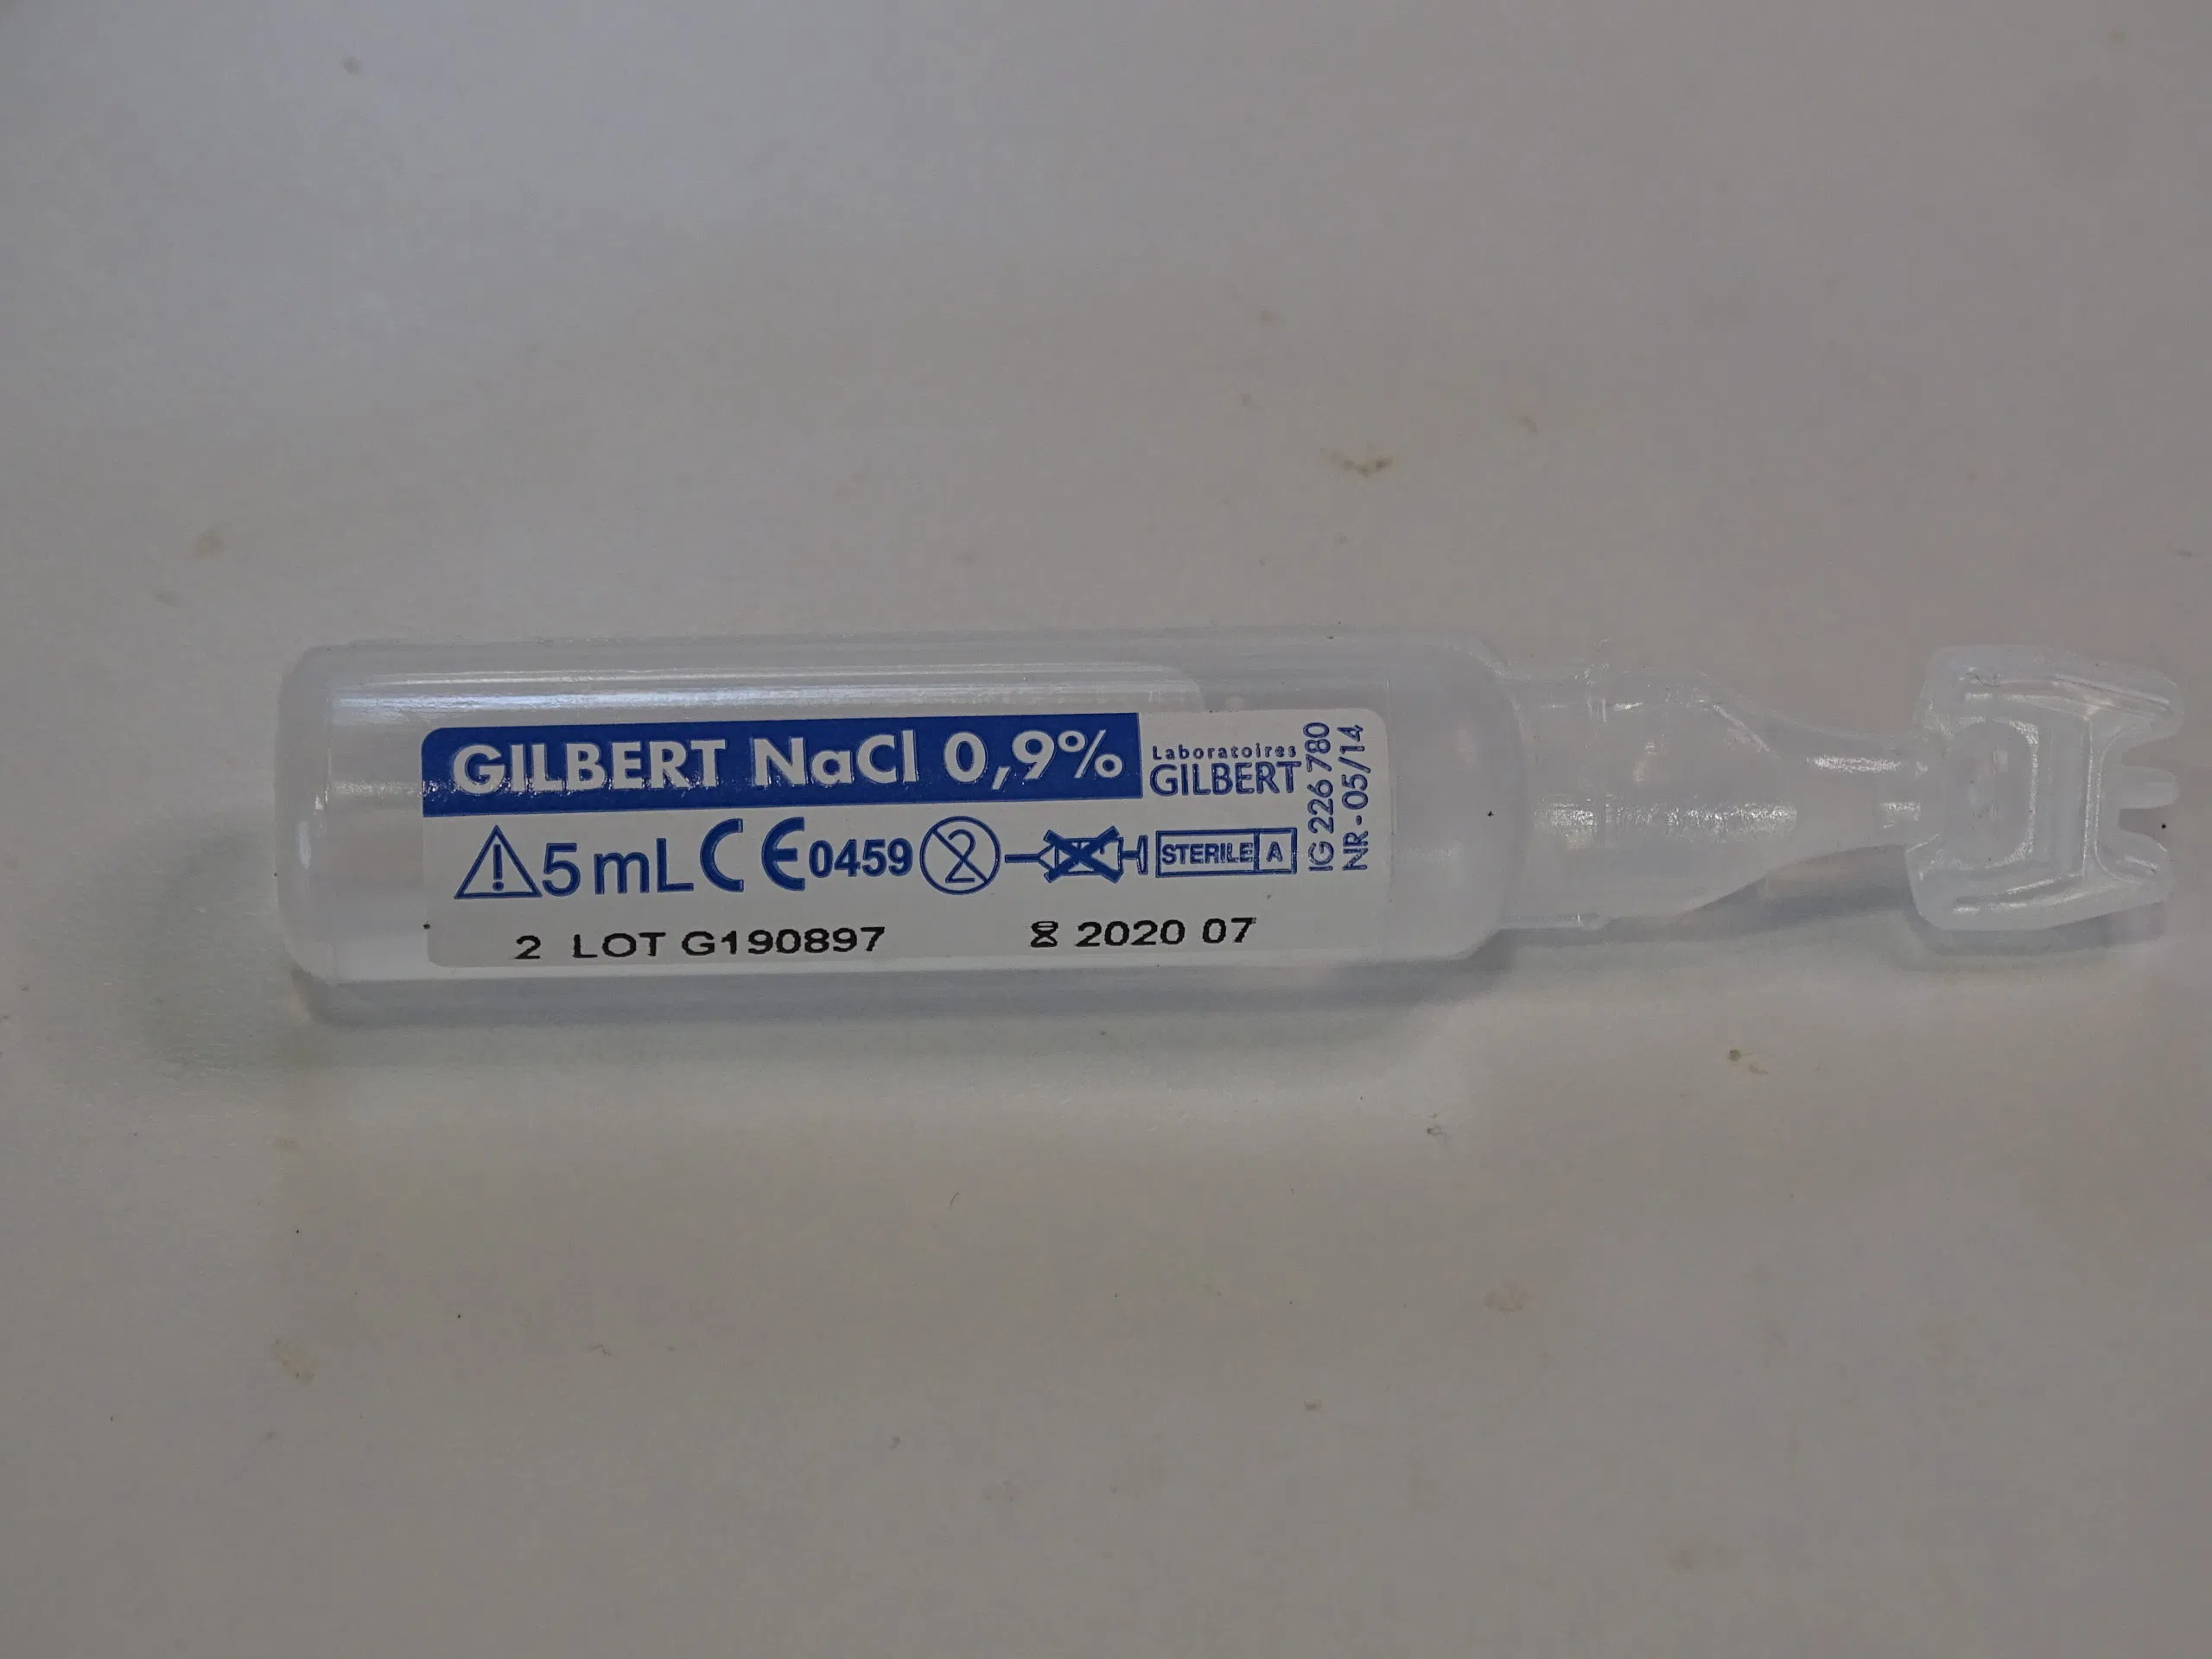 GILBERT NaCl 0,9%
Laboratoires
GILBERT
5 mL CE 0459 2 STERILE A
IG 226 780
NR - 05/14
2 LOT G190897 2020 07